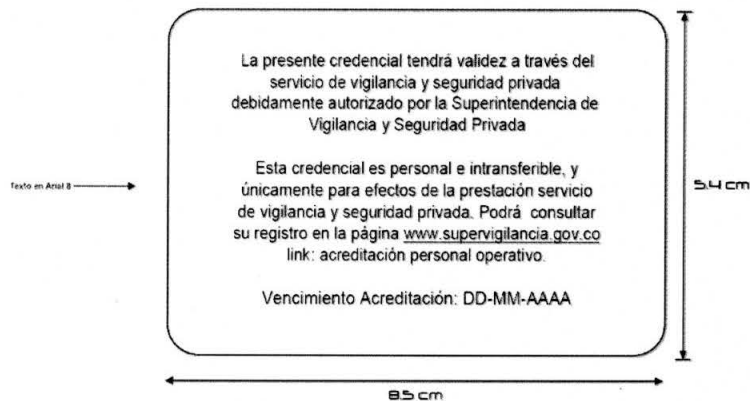 La presente credencial tendrá validez a través del
servicio de vigilancia y seguridad privada
debidamente autorizado por la Superintendencia de
Vigilancia y Seguridad Privada
Esta credencial es personal e intransferible, y
únicamente para efectos de la prestación servicio
de vigilancia y seguridad privada. Podrá consultar
su registro en la página www.supervigilancia.gov.co
link: acreditación personal operativo.
Vencimiento Acreditación: DD-MM-AAAA
Texto en Arial 8
5.4 cm
8.5 cm